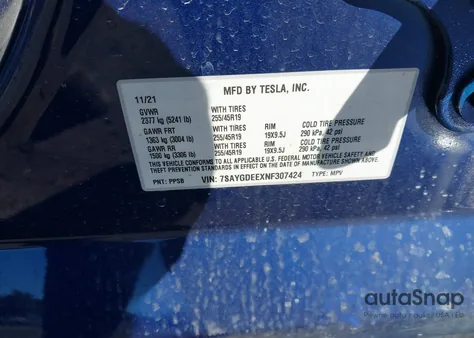 MFD BY TESLA, INC.
11/21
GVWR
2377 kg (5241 lb)
WITH TIRES
255/45R19
GAWR FRT
1363 kg (3004 lb)
WITH TIRES
255/45R19
RIM
19X9.5J
COLD TIRE PRESSURE
290 kPa, 42 psi
GAWR RR
1500 kg (3306 lb)
WITH TIRES
255/45R19
RIM
19X9.5J
COLD TIRE PRESSURE
290 kPa, 42 psi
THIS VEHICLE CONFORMS TO ALL APPLICABLE U.S. FEDERAL MOTOR VEHICLE SAFETY AND
THEFT PREVENTION STANDARDS IN EFFECT ON THE DATE OF MANUFACTURE SHOWN ABOVE.
PNT: PPSB
VIN: 7SAYGDEEXNF307424
TYPE: MPV
autoSnap